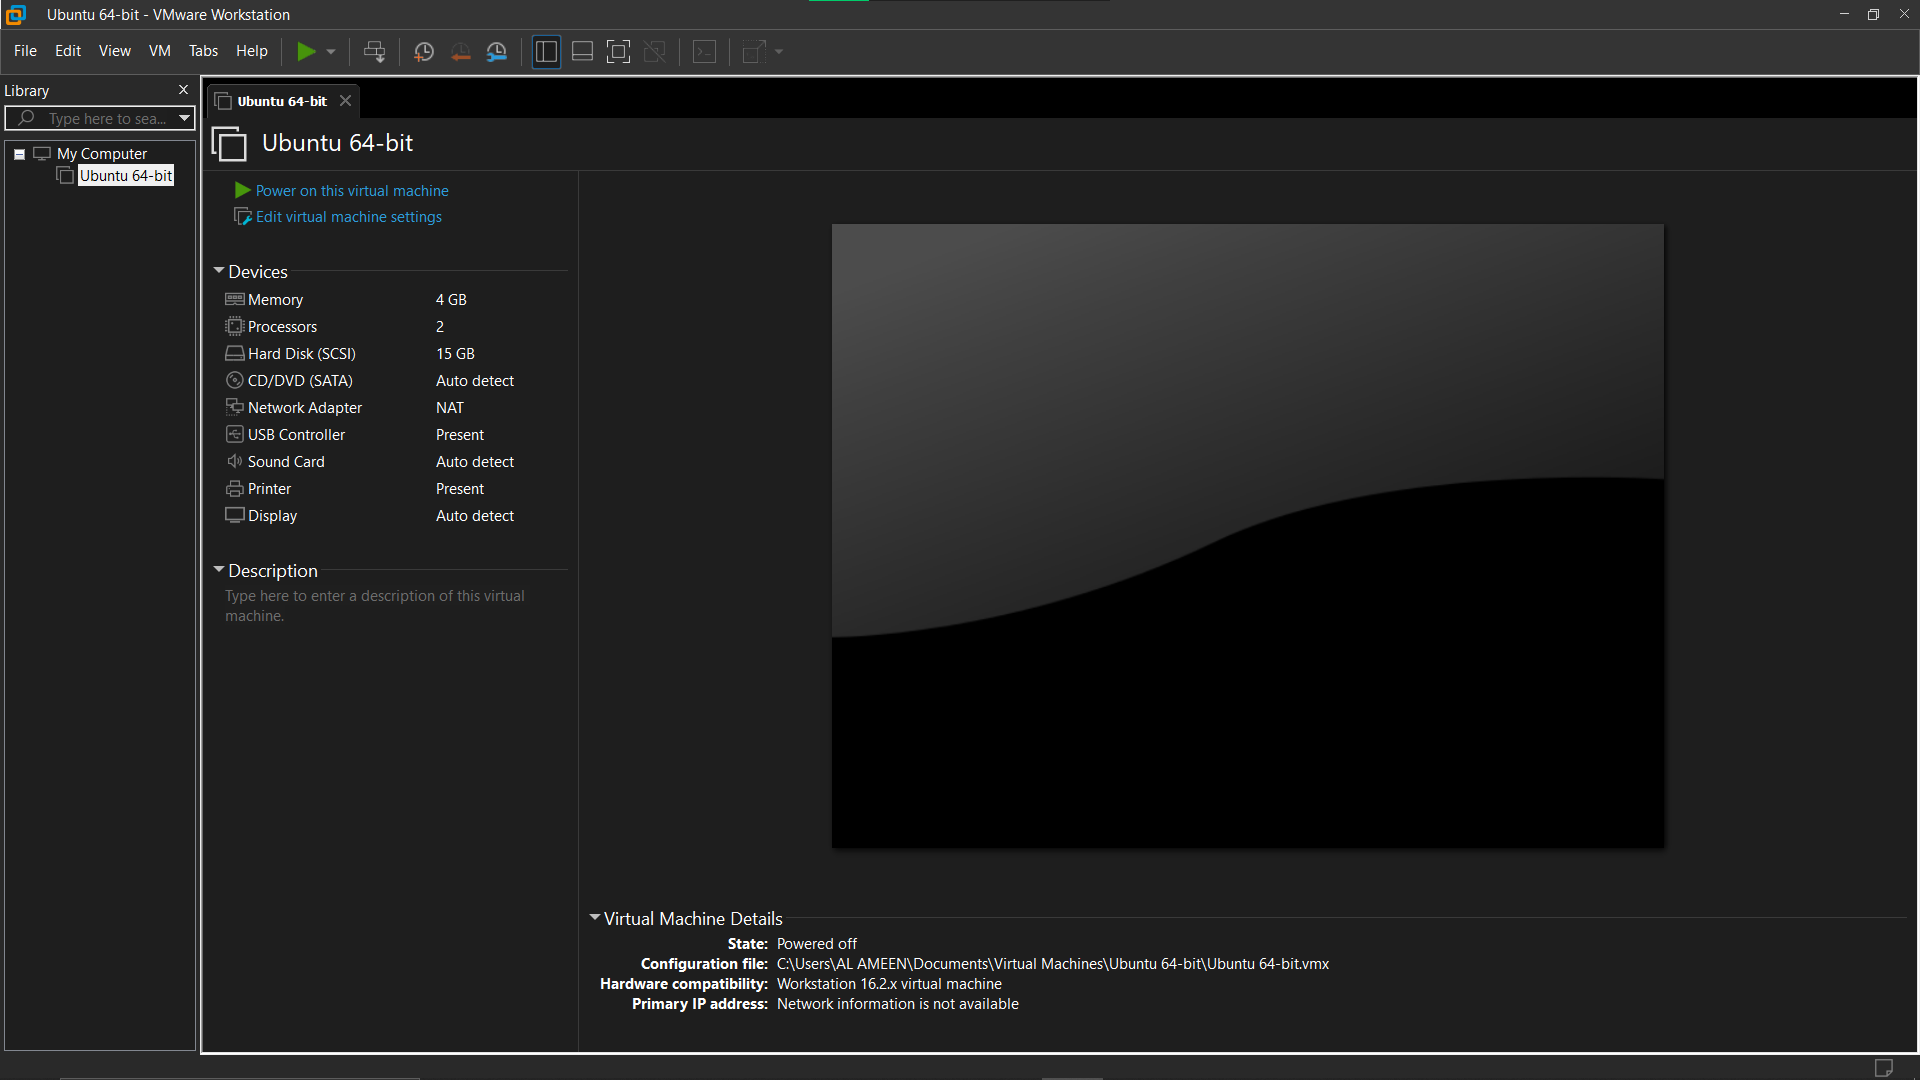 Ubuntu 64-bit - VMware Workstation
File Edit View VM Tabs Help
Library
Type here to sea...
My Computer
Ubuntu 64-bit
Ubuntu 64-bit
Ubuntu 64-bit
Power on this virtual machine
Edit virtual machine settings
Devices
Memory 4 GB
Processors 2
Hard Disk (SCSI) 15 GB
CD/DVD (SATA) Auto detect
Network Adapter NAT
USB Controller Present
Sound Card Auto detect
Printer Present
Display Auto detect
Description
Type here to enter a description of this virtual
machine.
Virtual Machine Details
State: Powered off
Configuration file: C:\Users\AL AMEEN\Documents\Virtual Machines\Ubuntu 64-bit\Ubuntu 64-bit.vmx
Hardware compatibility: Workstation 16.2.x virtual machine
Primary IP address: Network information is not available